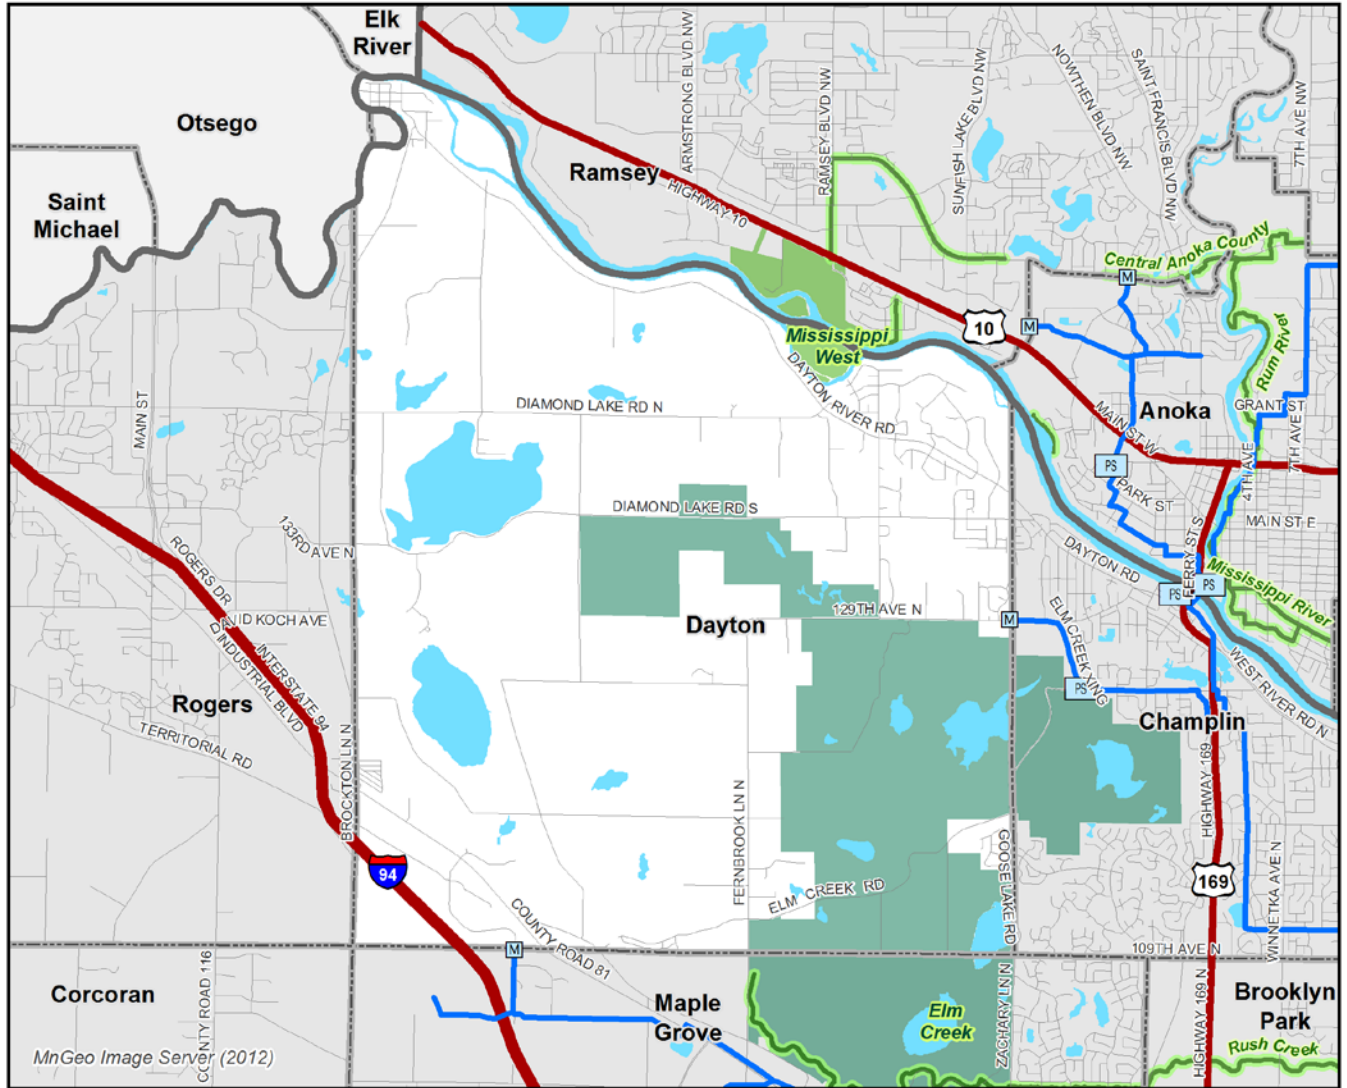 Elk
River
Otsego
Saint
Michael
Ramsey
ARMSTRONG BLVD NW
RAMSEY BLVD NW
SUNFISH LAKE BLVD NW
NOWTHEN BLVD NW
SAINT FRANCIS BLVD NW
7TH AVE NW
HIGHWAY 10
Central Anoka County
M
10
M
Mississippi
West
Rum River
DAYTON RIVER RD
DIAMOND LAKE RD N
MAIN ST
Anoka
GRANT ST
MAIN ST W
7TH AVE
4TH AVE
PS
PARK ST
DIAMOND LAKE RD S
MAIN ST E
133RD AVE N
ROGERS DR
DAYTON RD
FERRY ST S
PS
PS
Mississippi River
129TH AVE N
DAVID KOCH AVE
M
ELM CREEK XING
Dayton
INTERSTATE 94
D INDUSTRIAL BLVD
WEST RIVER RD N
PS
Rogers
Champlin
TERRITORIAL RD
BROCKTON LN N
HIGHWAY 169
FERNBROOK LN N
GOOSE LAKE RD
94
169
ELM CREEK RD
WINNETKA AVE N
COUNTY ROAD 81
M
109TH AVE N
Corcoran
COUNTY ROAD 116
Maple
Grove
Elm
Creek
ZACHARY LN N
HIGHWAY 169 N
Brooklyn
Park
Rush Creek
MnGeo Image Server (2012)